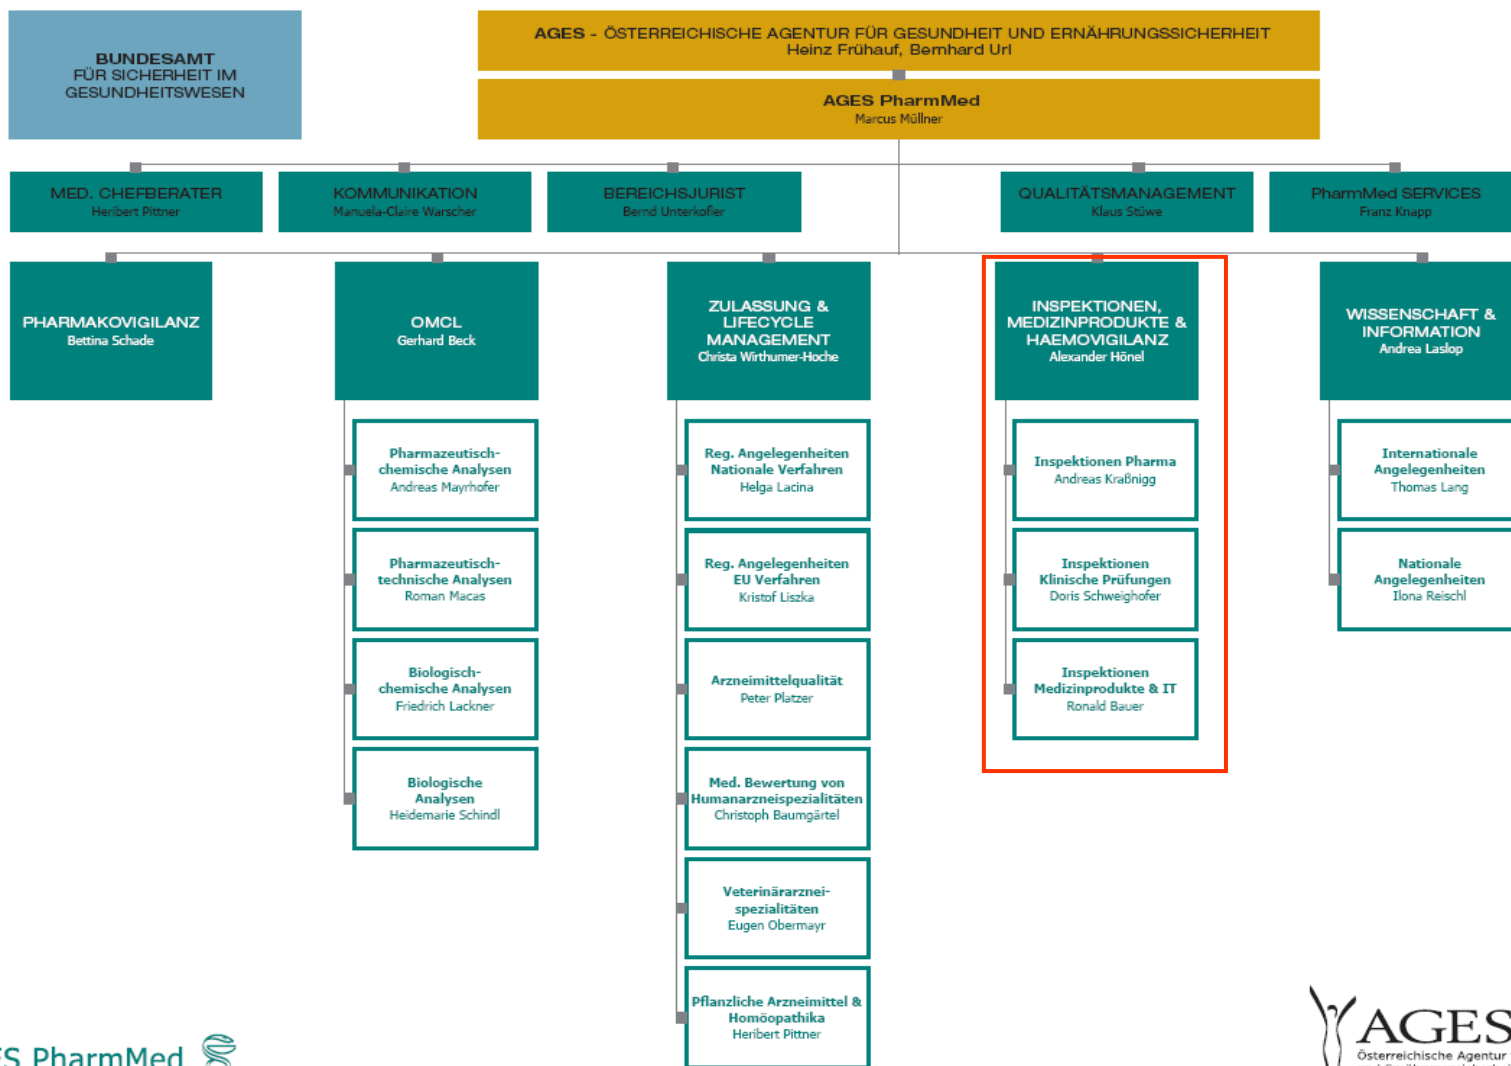 BUNDESAMT
FÜR SICHERHEIT IM
GESUNDHEITSWESEN
AGES - ÖSTERREICHISCHE AGENTUR FÜR GESUNDHEIT UND ERNÄHRUNGSSICHERHEIT
Heinz Frühauf, Bernhard Url
AGES PharmMed
Marcus Müllner
MED. CHEFBERATER
Heribert Pittner
KOMMUNIKATION
Manuela-Claire Warscher
BEREICHSJURIST
Bernd Unterkofler
QUALITÄTSMANAGEMENT
Klaus Stüwe
PharmMed SERVICES
Franz Knapp
PHARMAKOVIGILANZ
Bettina Schade
OMCL
Gerhard Beck
ZULASSUNG &
LIFECYCLE
MANAGEMENT
Christa Wirthumer-Hoche
INSPEKTIONEN,
MEDIZINPRODUKTE &
HAEMOVIGILANZ
Alexander Hönel
WISSENSCHAFT &
INFORMATION
Andrea Laslop
Pharmazeutisch-
chemische Analysen
Andreas Mayrhofer
Pharmazeutisch-
technische Analysen
Roman Macas
Biologisch-
chemische Analysen
Friedrich Lackner
Biologische
Analysen
Heidemarie Schindl
Reg. Angelegenheiten
Nationale Verfahren
Helga Lacina
Reg. Angelegenheiten
EU Verfahren
Kristof Liszka
Arzneimittelqualität
Peter Platzer
Med. Bewertung von
Humanarzneispezialitäten
Christoph Baumgärtel
Veterinärarznei-
spezialitäten
Eugen Obermayr
Pflanzliche Arzneimittel &
Homöopathika
Heribert Pittner
Inspektionen Pharma
Andreas Kraßnigg
Inspektionen
Klinische Prüfungen
Doris Schweighofer
Inspektionen
Medizinprodukte & IT
Ronald Bauer
Internationale
Angelegenheiten
Thomas Lang
Nationale
Angelegenheiten
Ilona Reischl
ES PharmMed
AGES
Österreichische Agentur